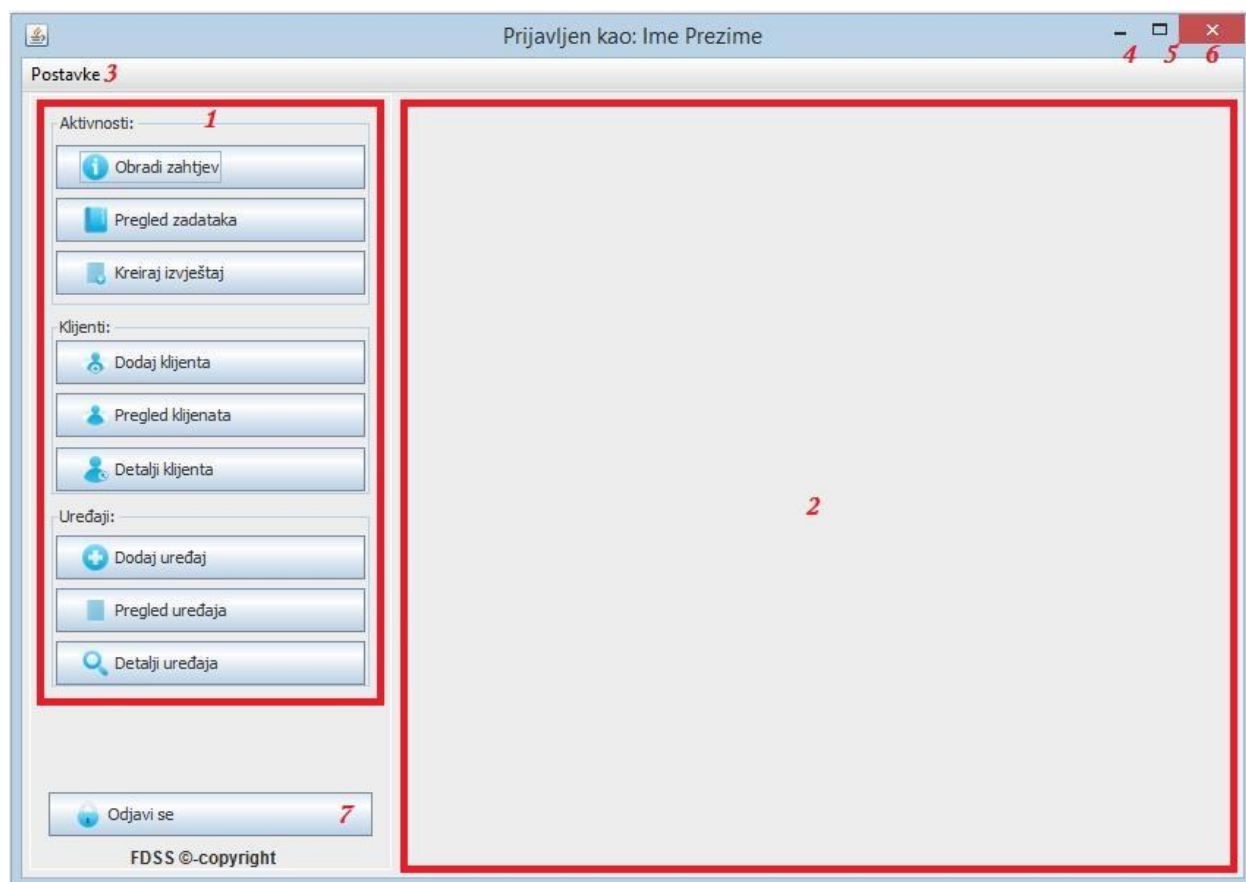 Prijavljen kao: Ime Prezime
4 5 6
Postavke 3
Aktivnosti: 1
Obradi zahtjev
Pregled zadataka
Kreiraj izvještaj
Klijenti:
Dodaj klijenta
Pregled klijenata
Detalji klijenta
2
Uređaji:
Dodaj uređaj
Pregled uređaja
Detalji uređaja
Odjavi se 7
FDSS ©-copyright